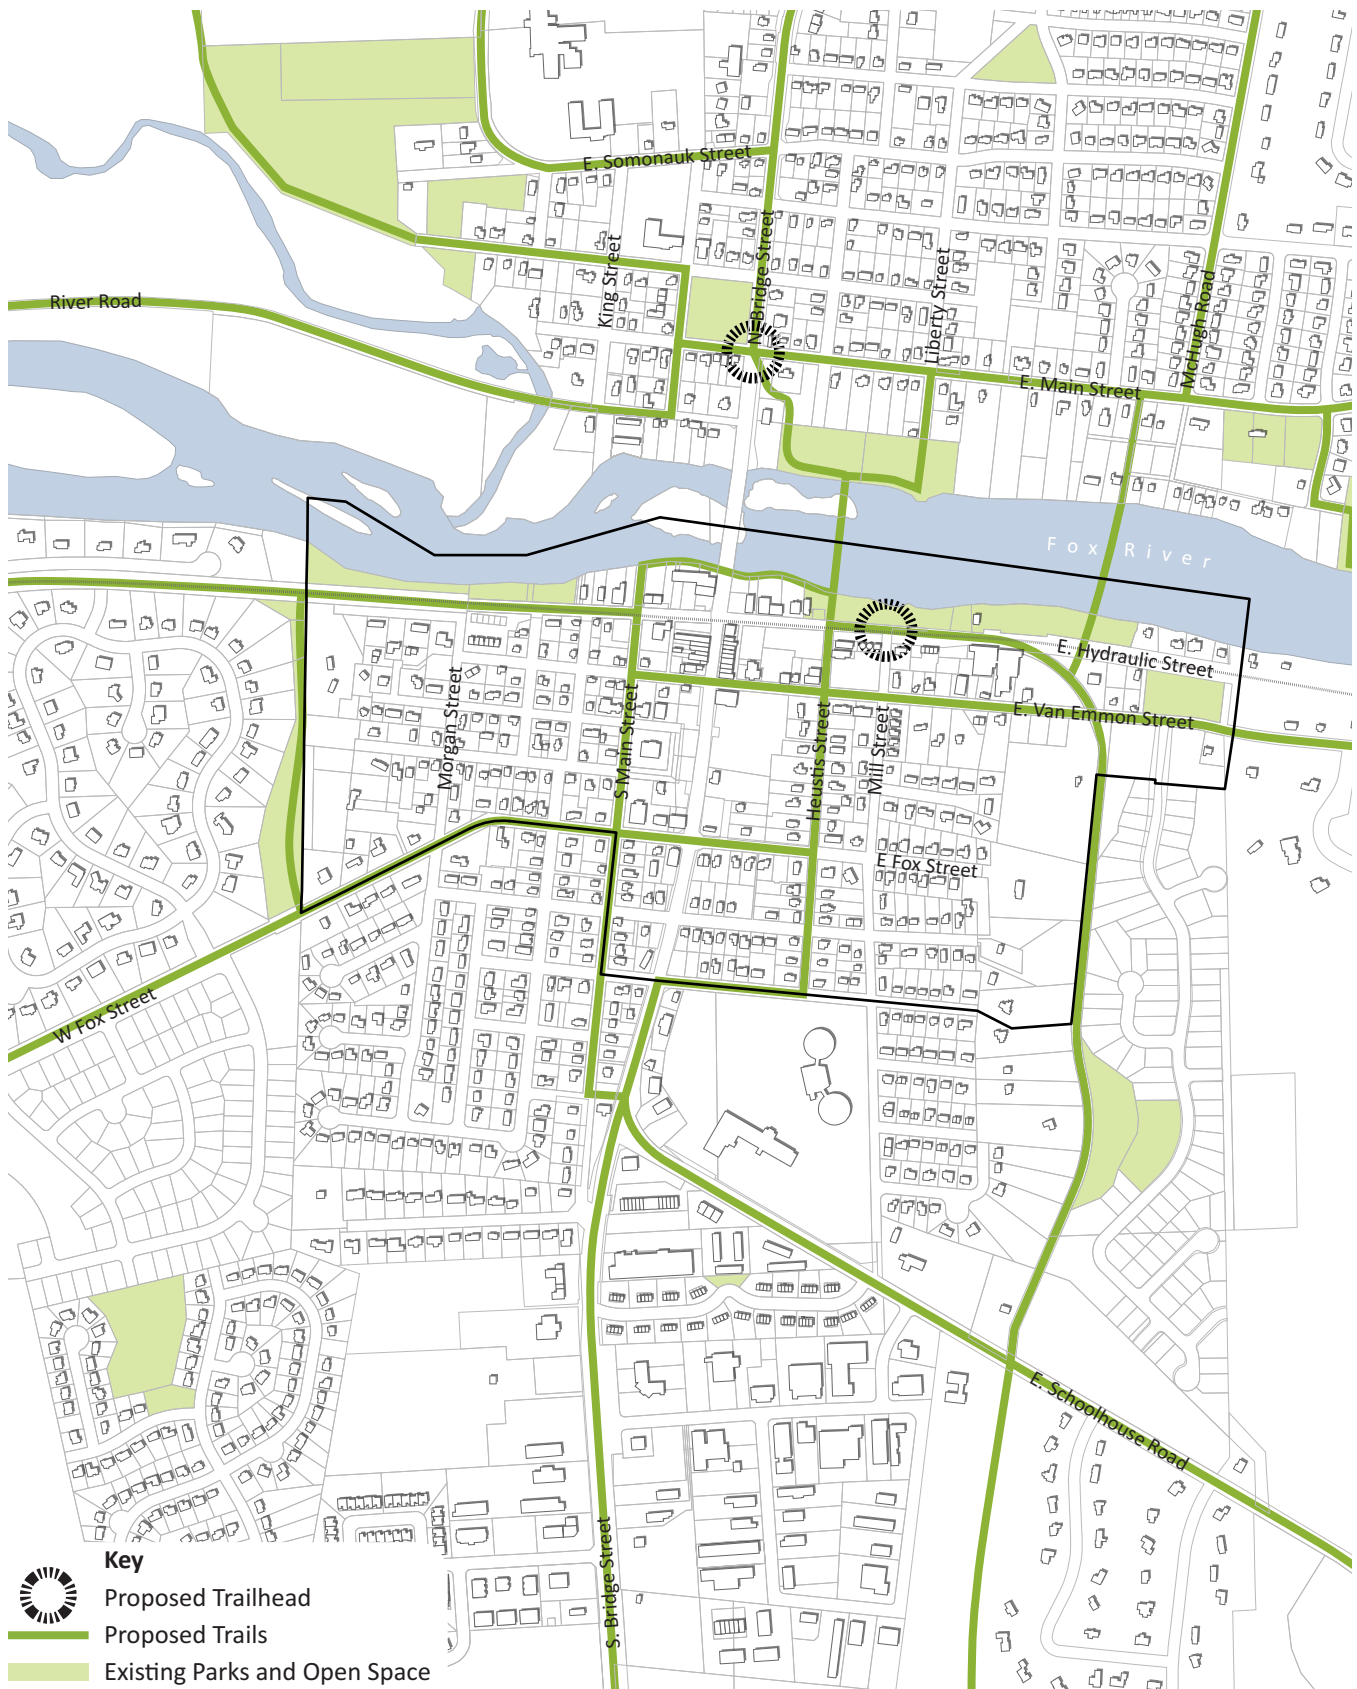 E. Somonauk Street
N. Bridge Street
King Street
Liberty Street
McHugh Road
River Road
E. Main Street
Fox River
E. Hydraulic Street
E. Van Emmon Street
Morgan Street
S Main Street
Heustis Street
Mill Street
E Fox Street
W Fox Street
E. Schoolhouse Road
S. Bridge Street
Key
Proposed Trailhead
Proposed Trails
Existing Parks and Open Space